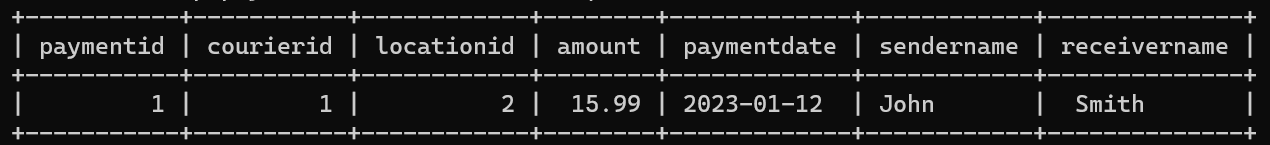 +-----------+-----------+------------+--------+-------------+------------+--------------+
| paymentid | courierid | locationid | amount | paymentdate | sendername | receivername |
+-----------+-----------+------------+--------+-------------+------------+--------------+
|         1 |         1 |          2 |  15.99 | 2023-01-12  | John       |  Smith       |
+-----------+-----------+------------+--------+-------------+------------+--------------+